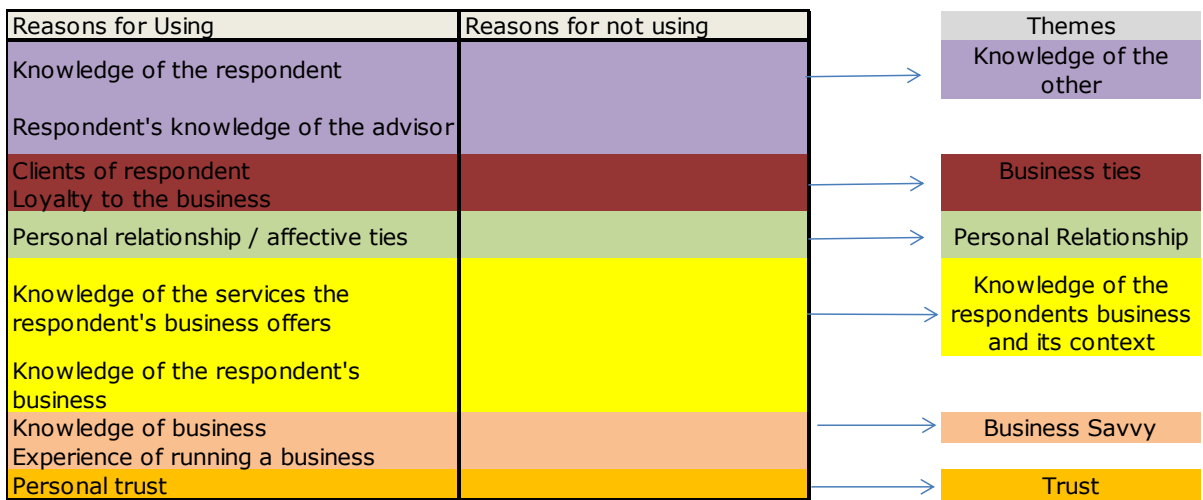 Reasons for Using
Reasons for not using
Knowledge of the respondent
Respondent's knowledge of the advisor
Clients of respondent
Loyalty to the business
Personal relationship / affective ties
Knowledge of the services the
respondent's business offers
Knowledge of the respondent's
business
Knowledge of business
Experience of running a business
Personal trust
Themes
Knowledge of the
other
Business ties
Personal Relationship
Knowledge of the
respondents business
and its context
Business Savvy
Trust